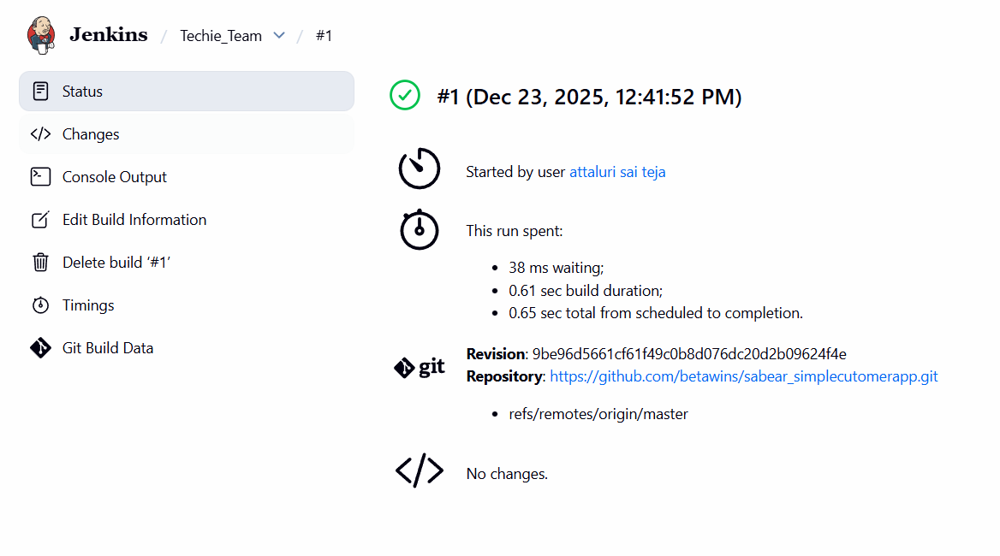 Jenkins / Techie_Team / #1
Status
Changes
Console Output
Edit Build Information
Delete build ‘#1’
Timings
Git Build Data
#1 (Dec 23, 2025, 12:41:52 PM)
Started by user attaluri sai teja
This run spent:
• 38 ms waiting;
• 0.61 sec build duration;
• 0.65 sec total from scheduled to completion.
git
Revision: 9be96d5661cf61f49c0b8d076dc20d2b09624f4e
Repository: https://github.com/betawins/sabear_simplecutomerapp.git
• refs/remotes/origin/master
No changes.